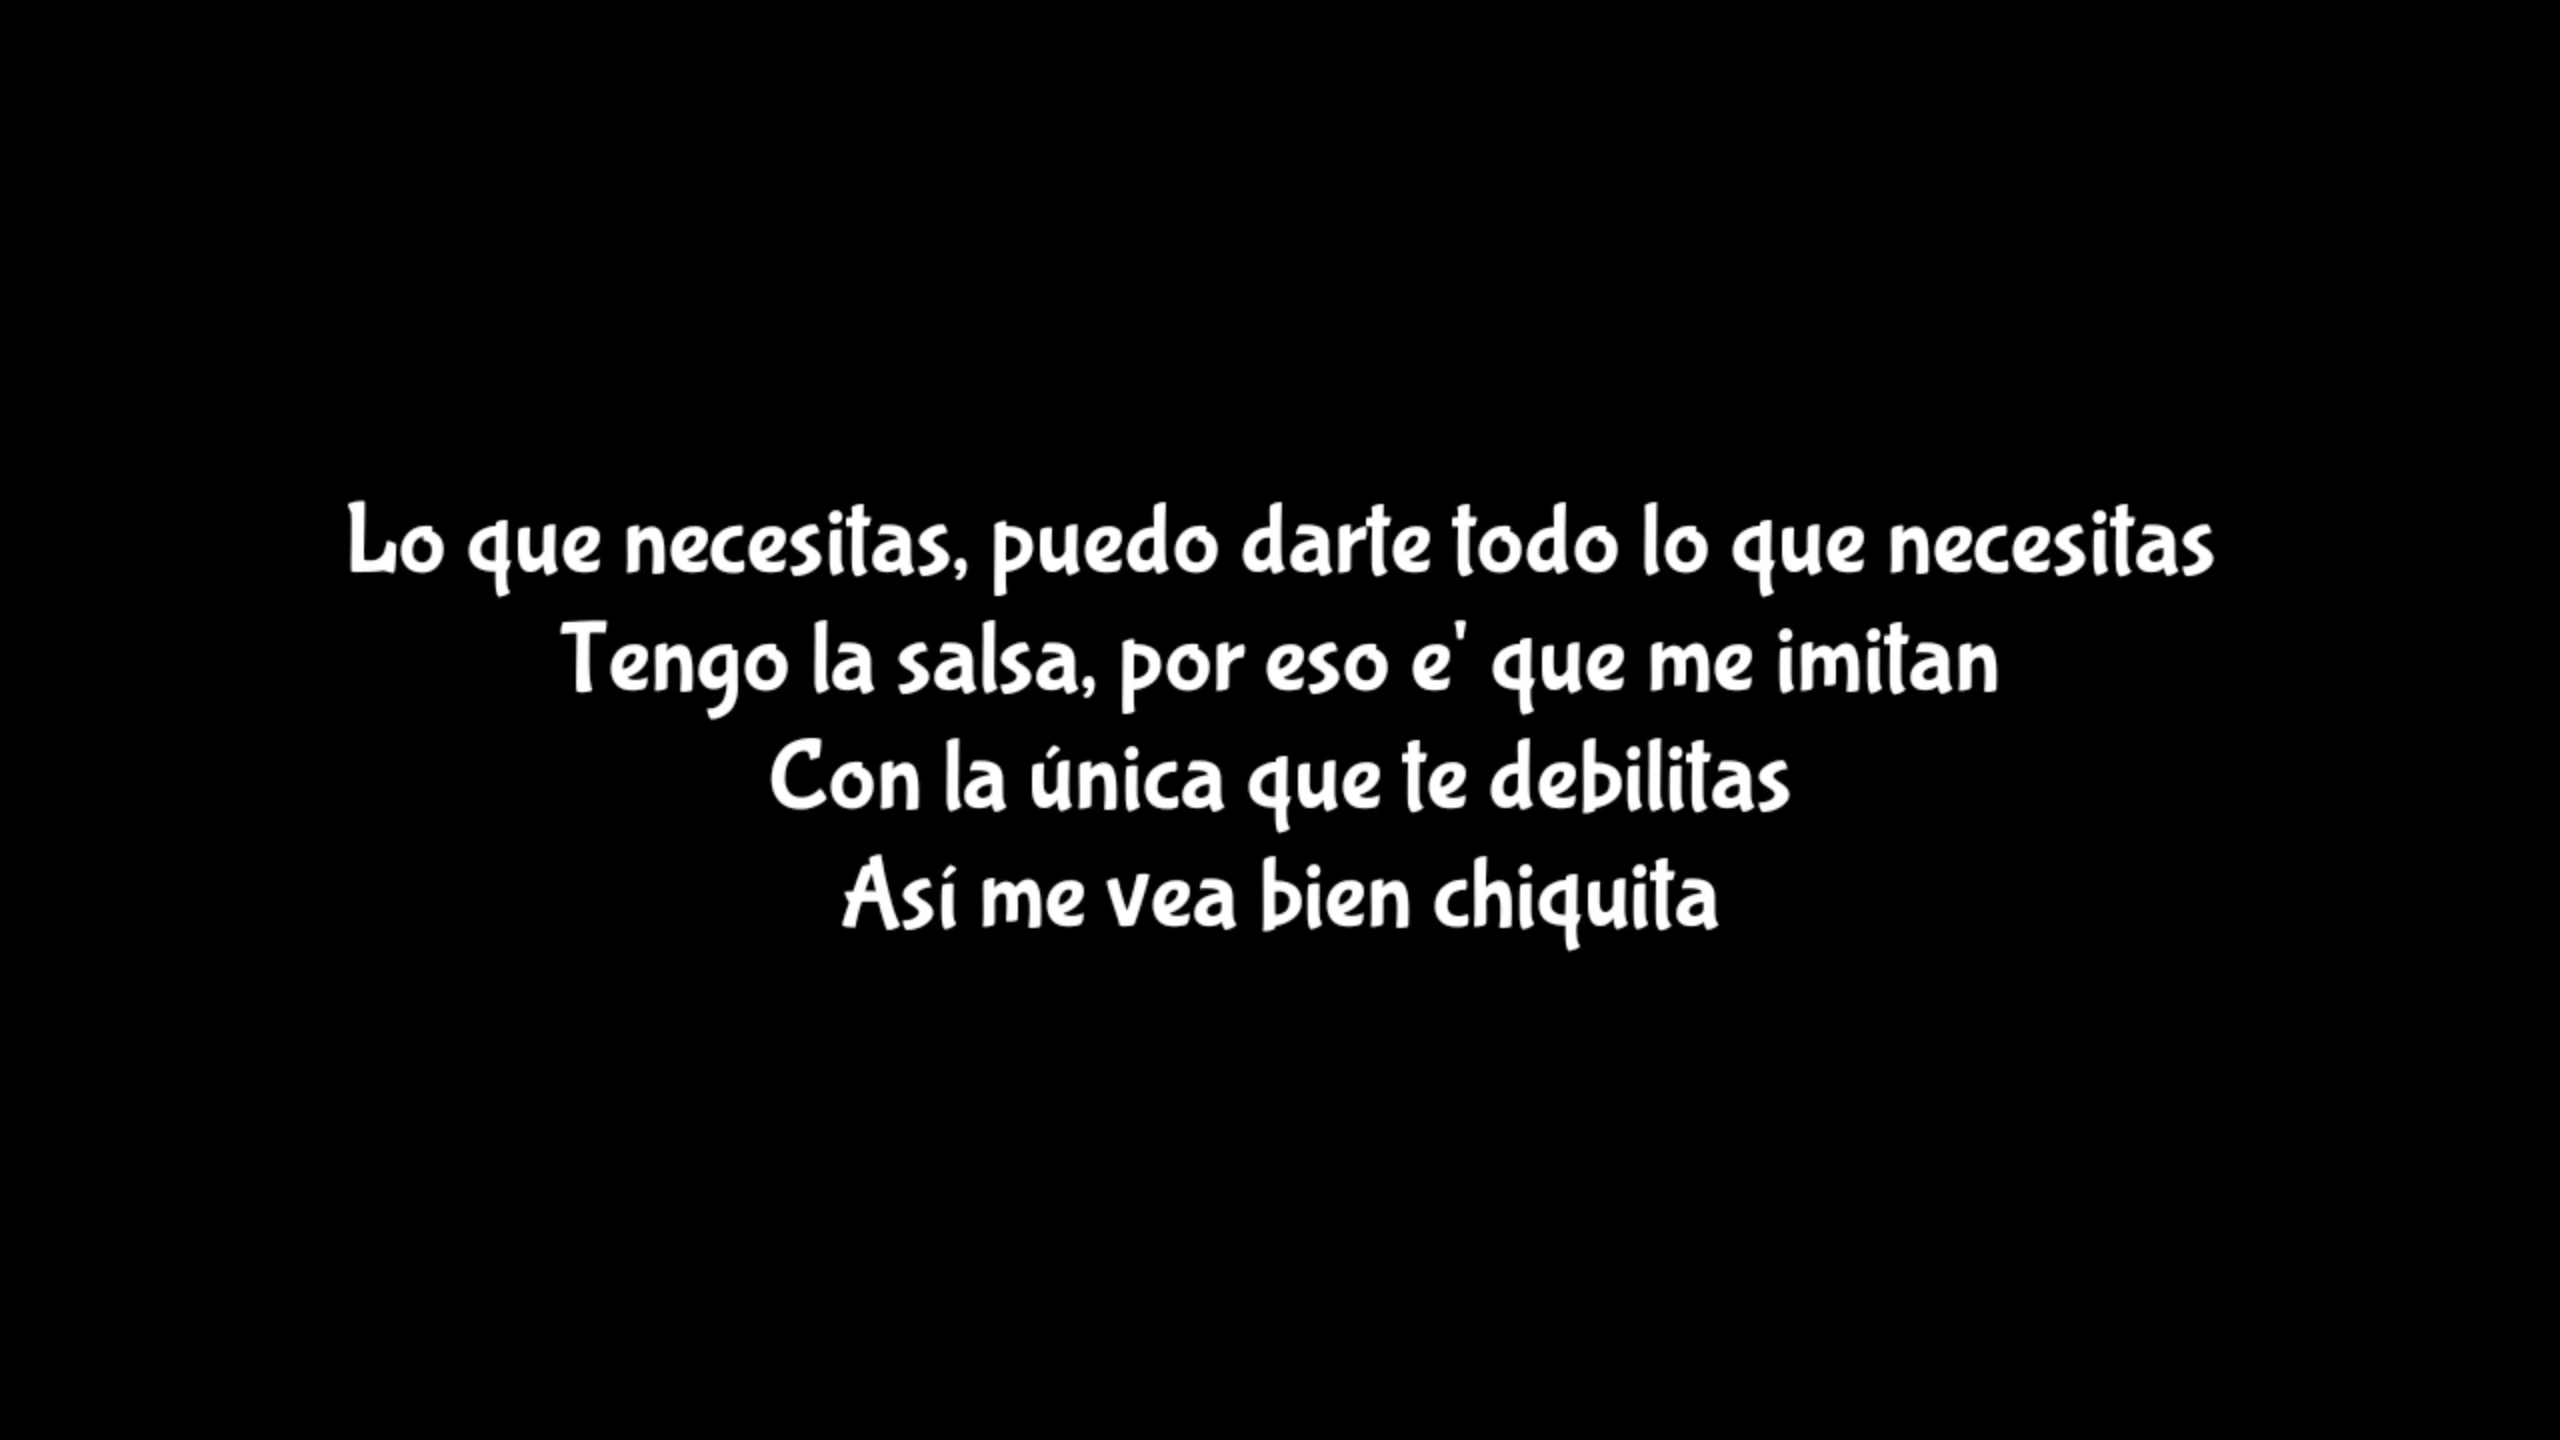 Lo que necesitas, puedo darte todo lo que necesitas
Tengo la salsa, por eso e' que me imitan
Con la única que te debilitas
Así me vea bien chiquita